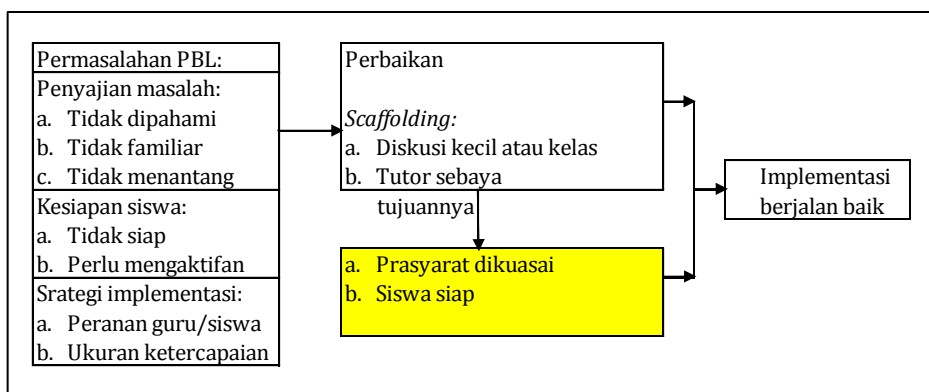 Permasalahan PBL:
Penyajian masalah:
a. Tidak dipahami
b. Tidak familiar
c. Tidak menantang
Kesiapan siswa:
a. Tidak siap
b. Perlu mengaktifan
Srategi implementasi:
a. Peranan guru/siswa
b. Ukuran ketercapaian
Perbaikan
Scaffolding:
a. Diskusi kecil atau kelas
b. Tutor sebaya
tujuannya
a. Prasyarat dikuasai
b. Siswa siap
Implementasi
berjalan baik